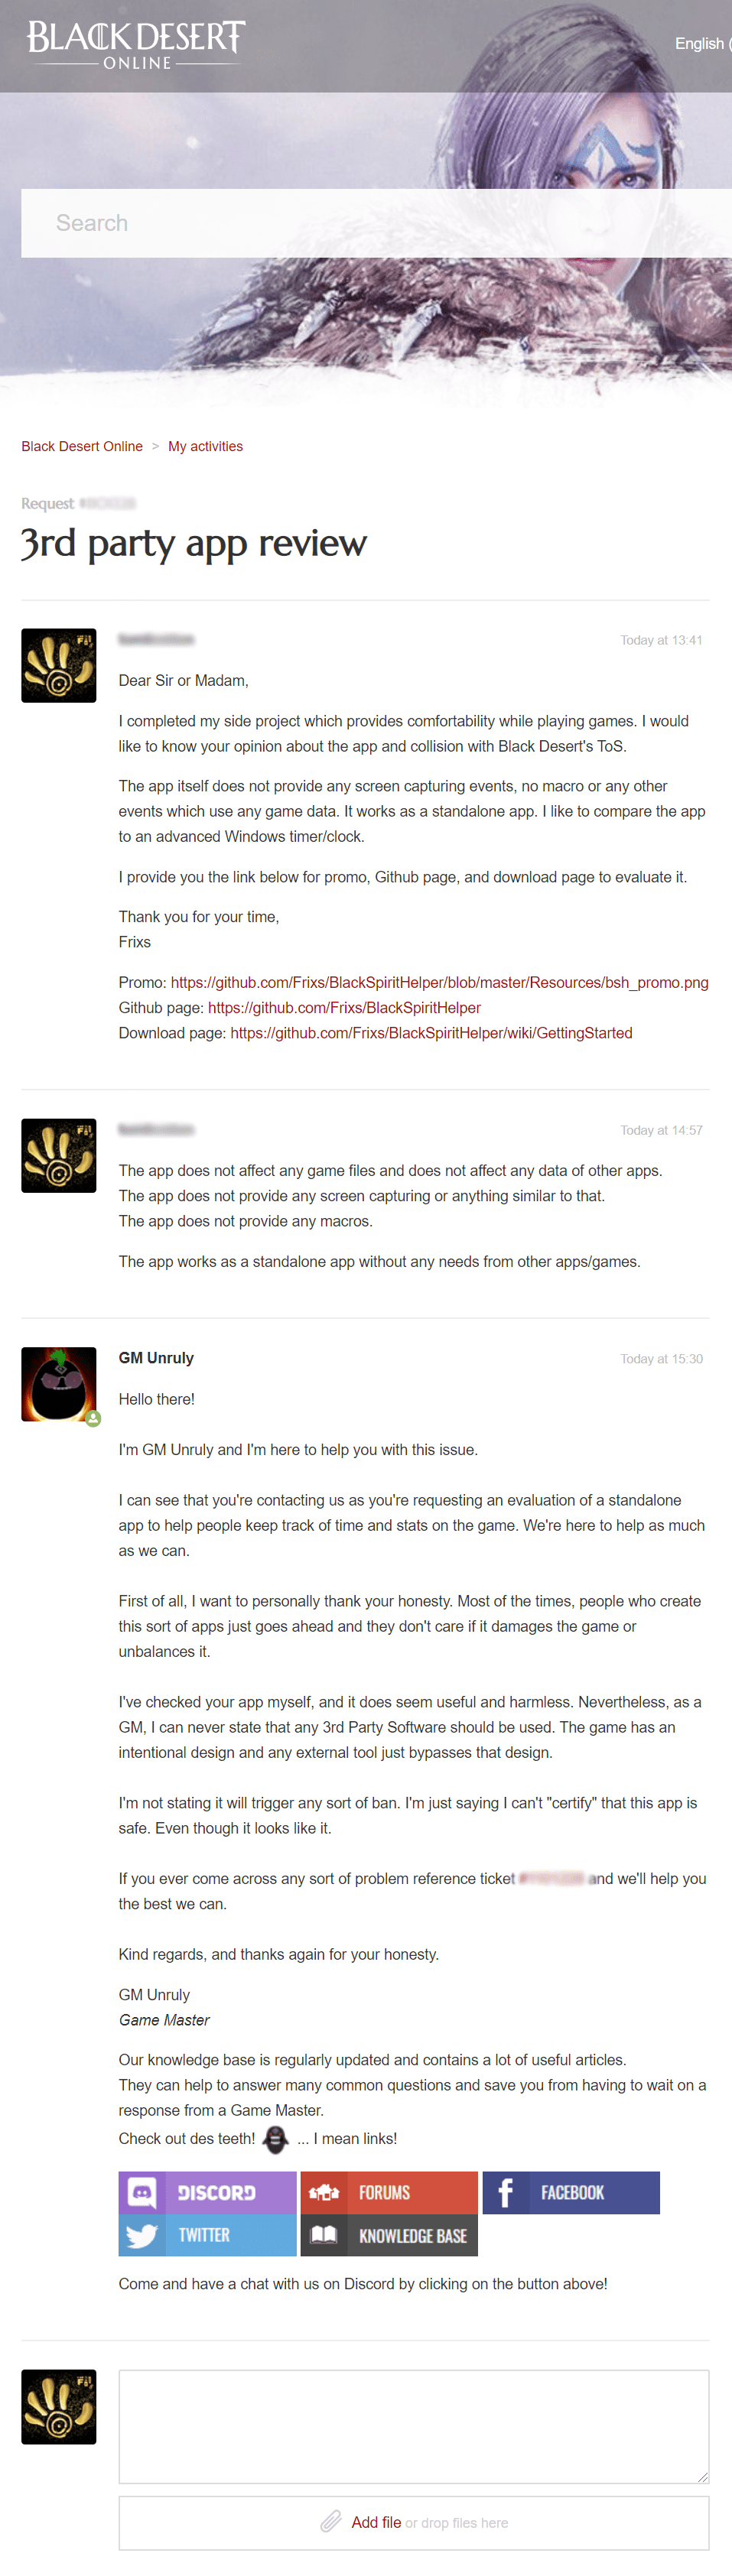 BLACK DESERT
ONLINE
English (
Search
Black Desert Online > My activities
Request
3rd party app review
Today at 13:41
Dear Sir or Madam,
I completed my side project which provides comfortability while playing games. I would
like to know your opinion about the app and collision with Black Desert's ToS.
The app itself does not provide any screen capturing events, no macro or any other
events which use any game data. It works as a standalone app. I like to compare the app
to an advanced Windows timer/clock.
I provide you the link below for promo, Github page, and download page to evaluate it.
Thank you for your time,
Frixs
Promo: https://github.com/Frixs/BlackSpiritHelper/blob/master/Resources/bsh_promo.png
Github page: https://github.com/Frixs/BlackSpiritHelper
Download page: https://github.com/Frixs/BlackSpiritHelper/wiki/GettingStarted
Today at 14:57
The app does not affect any game files and does not affect any data of other apps.
The app does not provide any screen capturing or anything similar to that.
The app does not provide any macros.
The app works as a standalone app without any needs from other apps/games.
GM Unruly
Today at 15:30
Hello there!
I'm GM Unruly and I'm here to help you with this issue.
I can see that you're contacting us as you're requesting an evaluation of a standalone
app to help people keep track of time and stats on the game. We're here to help as much
as we can.
First of all, I want to personally thank your honesty. Most of the times, people who create
this sort of apps just goes ahead and they don't care if it damages the game or
unbalances it.
I've checked your app myself, and it does seem useful and harmless. Nevertheless, as a
GM, I can never state that any 3rd Party Software should be used. The game has an
intentional design and any external tool just bypasses that design.
I'm not stating it will trigger any sort of ban. I'm just saying I can't "certify" that this app is
safe. Even though it looks like it.
If you ever come across any sort of problem reference ticket and we'll help you
the best we can.
Kind regards, and thanks again for your honesty.
GM Unruly
Game Master
Our knowledge base is regularly updated and contains a lot of useful articles.
They can help to answer many common questions and save you from having to wait on a
response from a Game Master.
Check out des teeth! ... I mean links!
DISCORD
FORUMS
FACEBOOK
TWITTER
KNOWLEDGE BASE
Come and have a chat with us on Discord by clicking on the button above!
Add file or drop files here